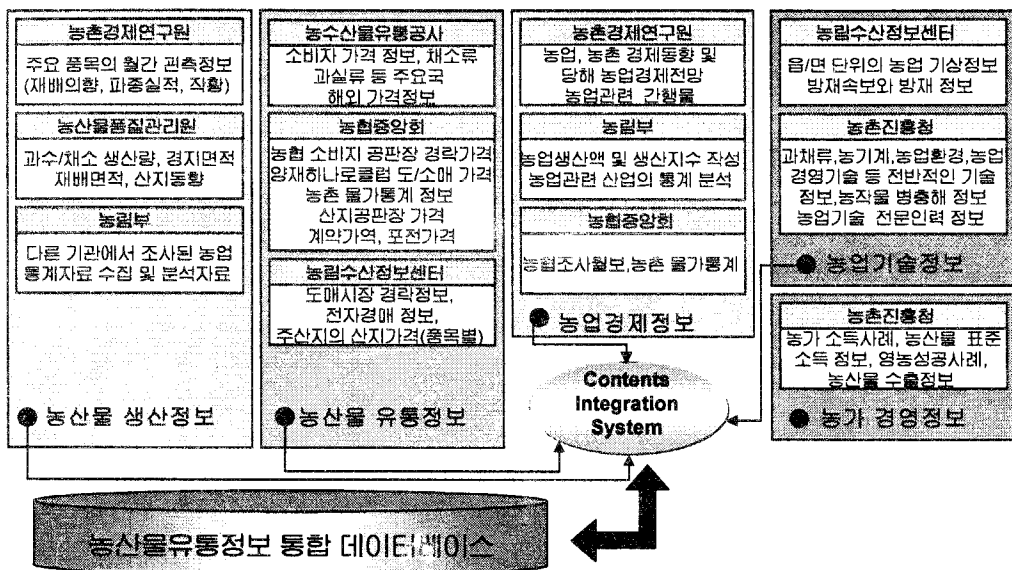 농촌경제연구원
주요 품목의 월간 관측정보
(재배의향, 파종실적, 작황)
농산물품질관리원
과수/채소 생산량, 경지면적
재배면적, 산지동향
농림부
다른 기관에서 조사된 농업
통계자료 수집 및 분석자료
농산물 생산정보
농수산물유통공사
소비자 가격 정보, 채소류
과실류 등 주요국
해외 가격정보
농협중앙회
농협 소비지 공판장 경락가격
양재하나로클럽 도/소매 가격
농촌 물가통계 정보
산지공판장 가격
계약가역, 포전가격
농림수산정보센터
도매시장 경락정보,
전자경매 정보,
주산지의 산지가격(품목별)
농산물 유통정보
농촌경제연구원
농업, 농촌 경제동향 및
당해 농업경제전망
농업관련 간행물
농림부
농업생산액 및 생산지수 작성
농업관련 산업의 통계 분석
농협중앙회
농협조사월보,농촌 물가통계
농업경제정보
농림수산정보센터
읍/면 단위의 농업 기상정보
방재속보와 방재 정보
농촌진흥청
과채류,농기계,농업환경,농업
경영기술 등 전반적인 기술
정보,농작물 병충해 정보
농업기술 전문인력 정보
농업기술정보
농촌진흥청
농가 소득사례, 농산물 표준
소득 정보, 영농성공사례,
농산물 수출정보
농가 경영정보
Contents
Integration
System
농산물유통정보 통합 데이터베이스